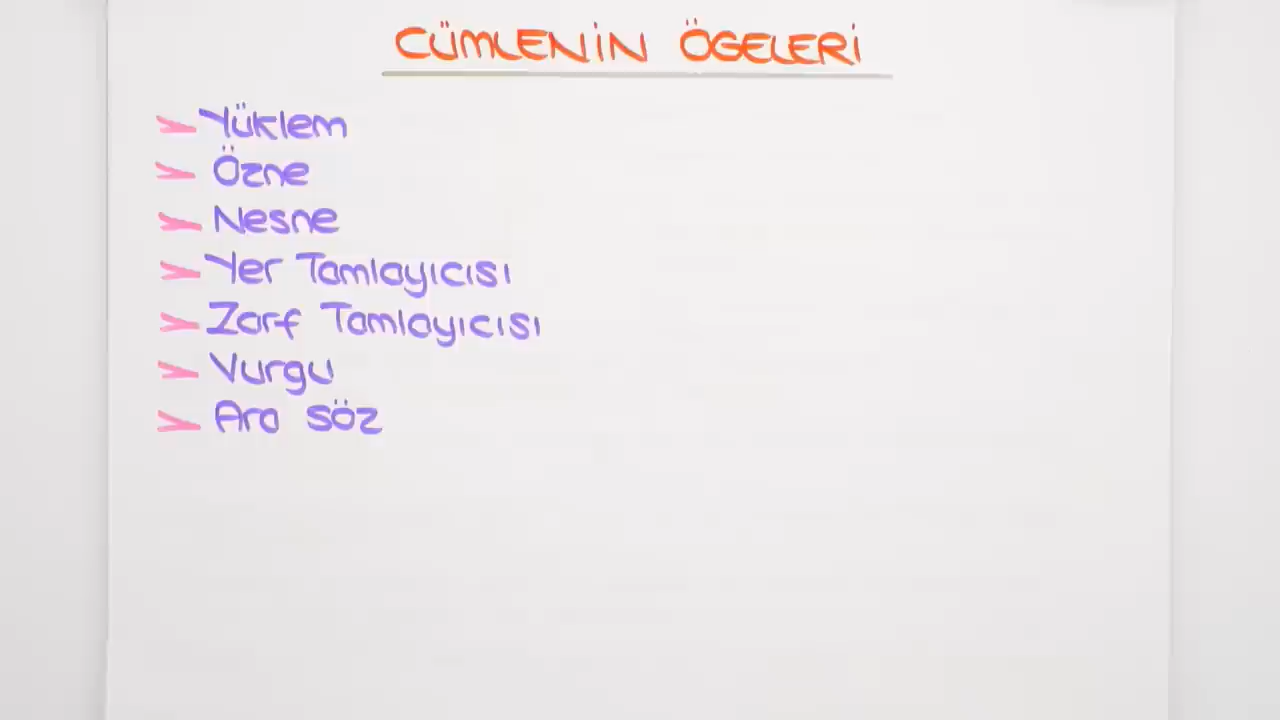 CÜMLENİN ÖGELERİ
Yüklem
Özne
Nesne
Yer Tamlayıcısı
Zarf Tamlayıcısı
Vurgu
Ara söz